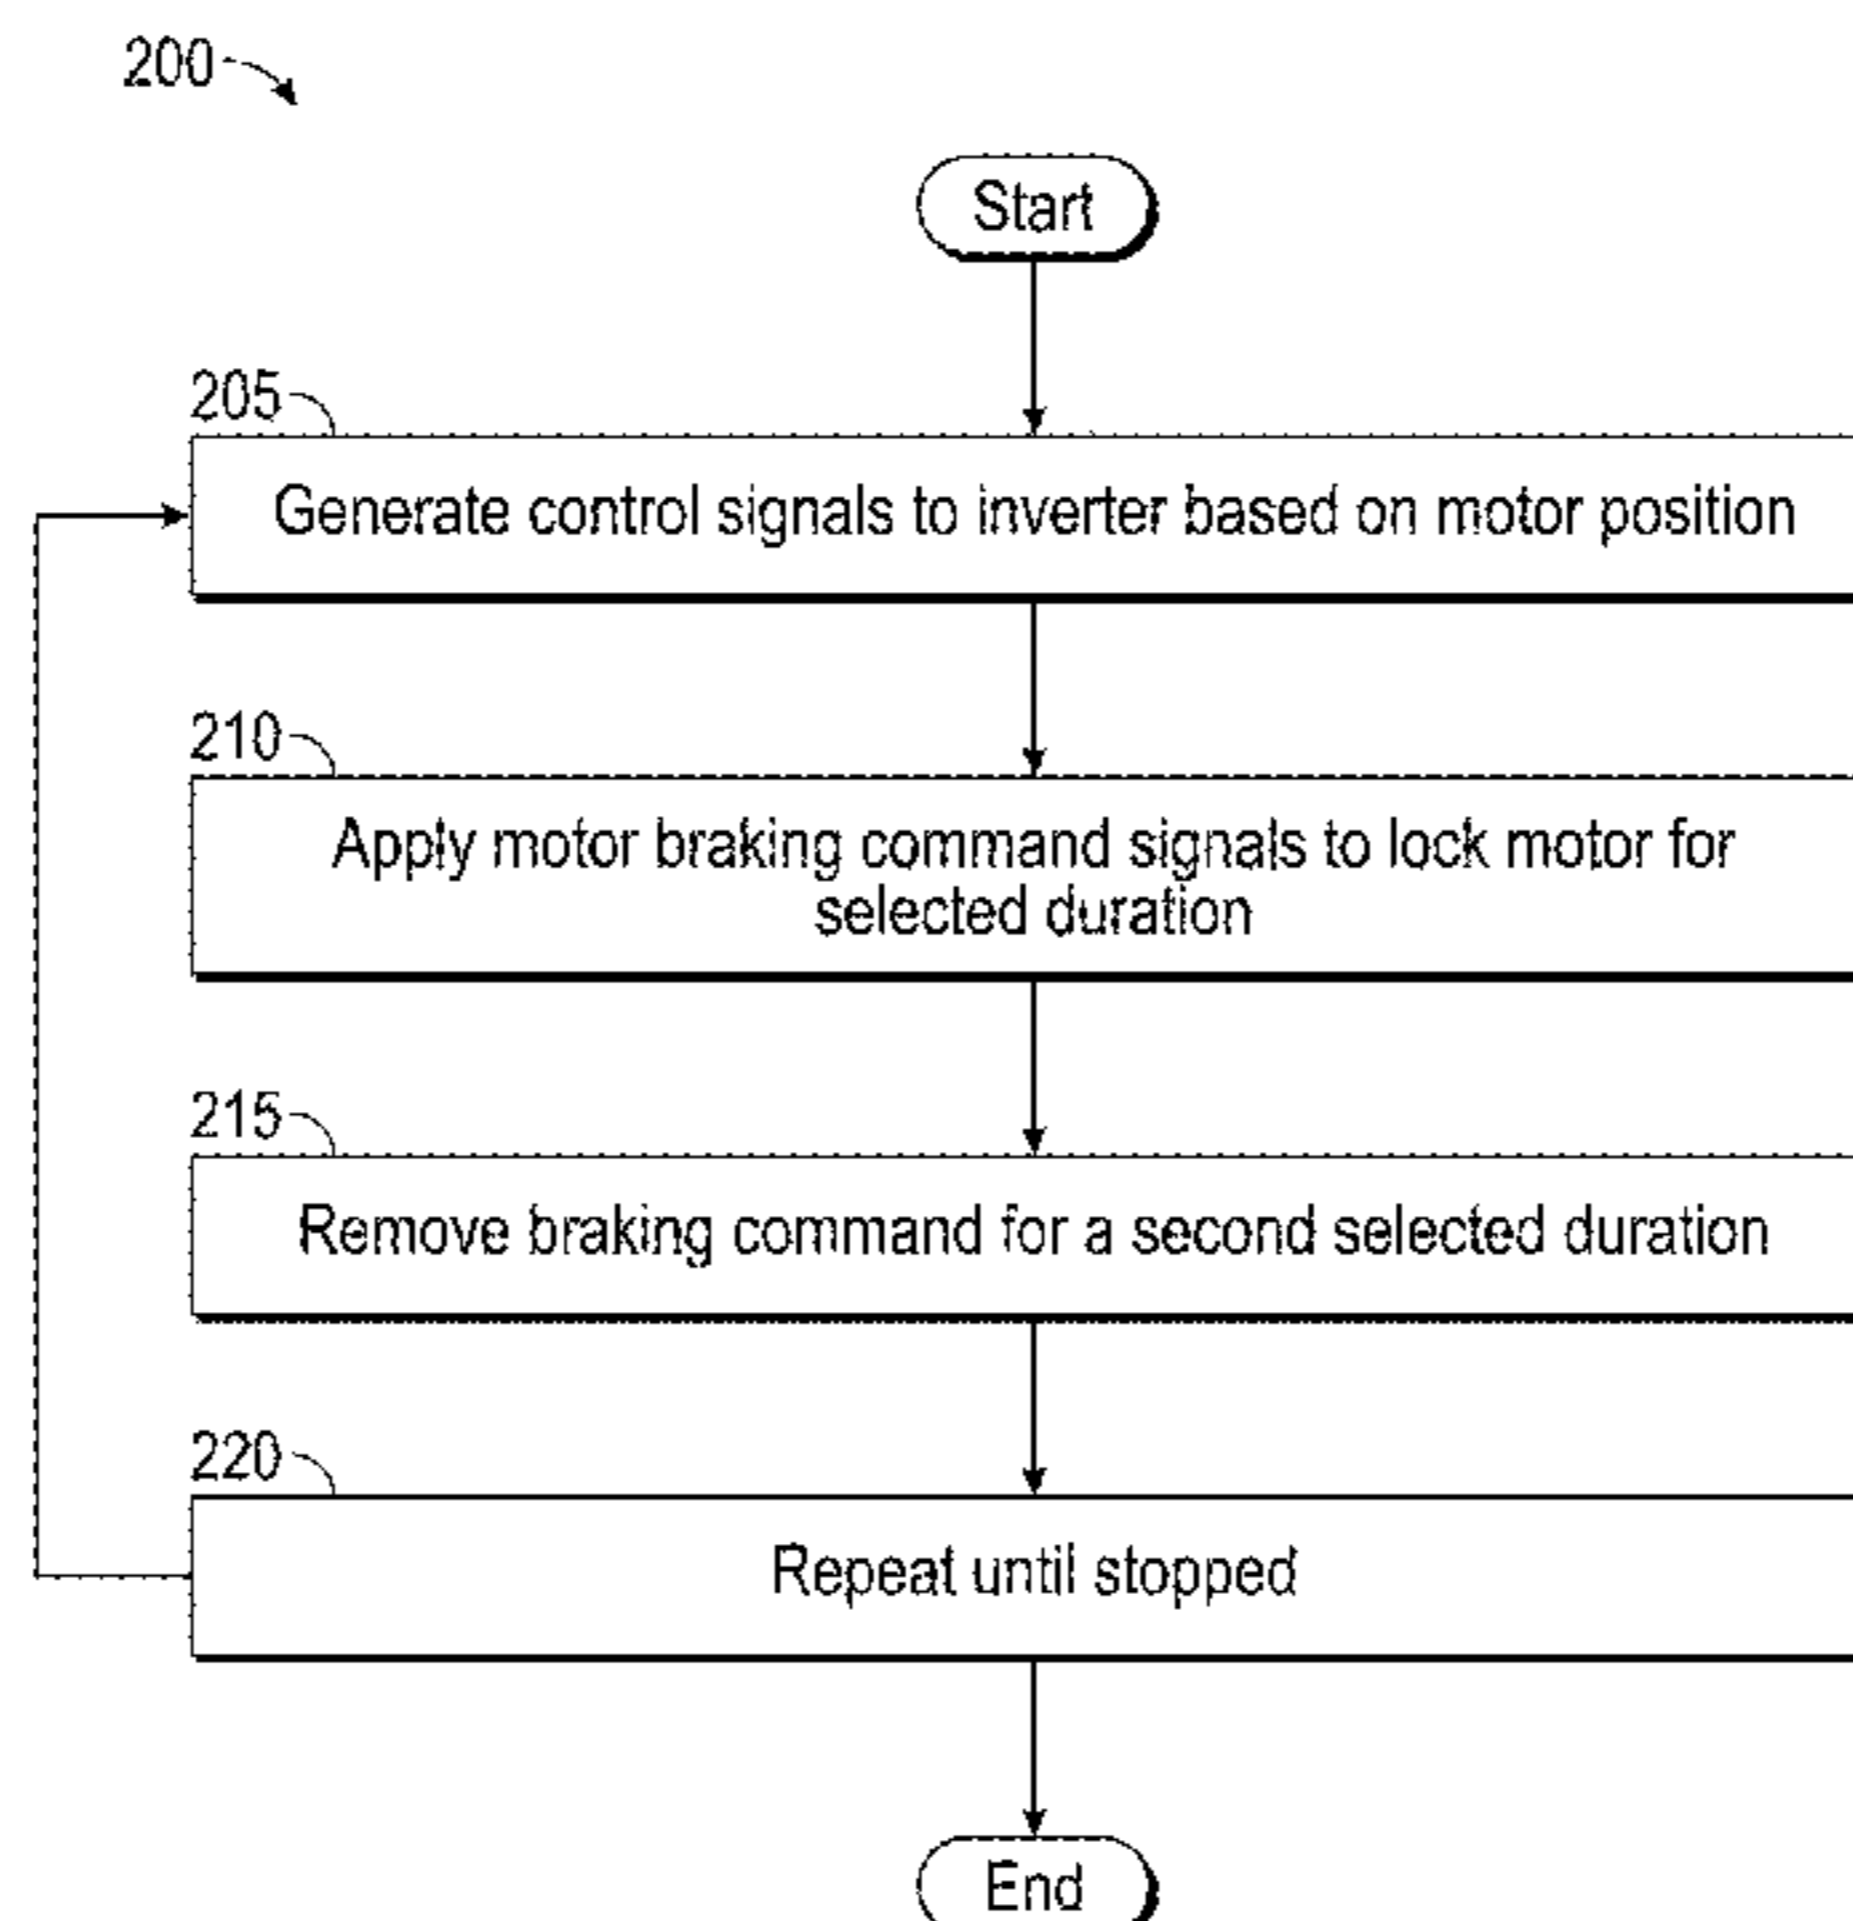 200
Start
205
Generate control signals to inverter based on motor position
210
Apply motor braking command signals to lock motor for
selected duration
215
Remove braking command for a second selected duration
220
Repeat until stopped
End